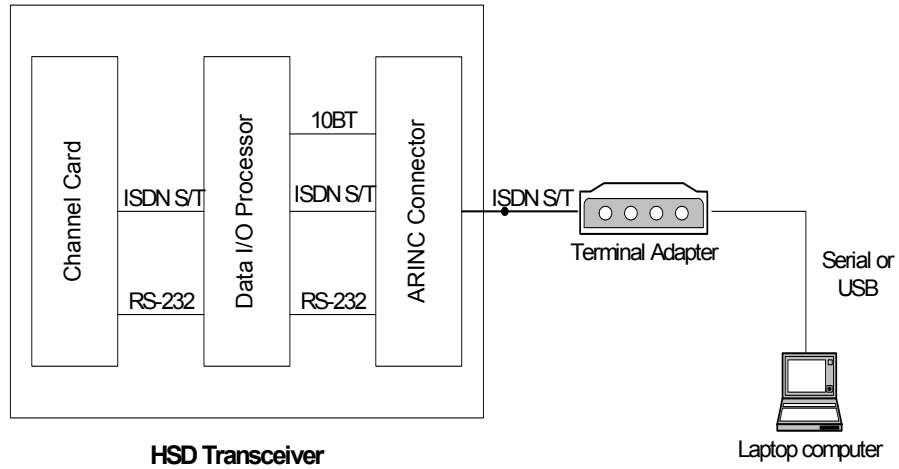 Channel Card
ISDN S/T
RS-232
Data I/O Processor
10BT
ISDN S/T
RS-232
ARINC Connector
ISDN S/T
Terminal Adapter
Serial or
USB
Laptop computer
HSD Transceiver